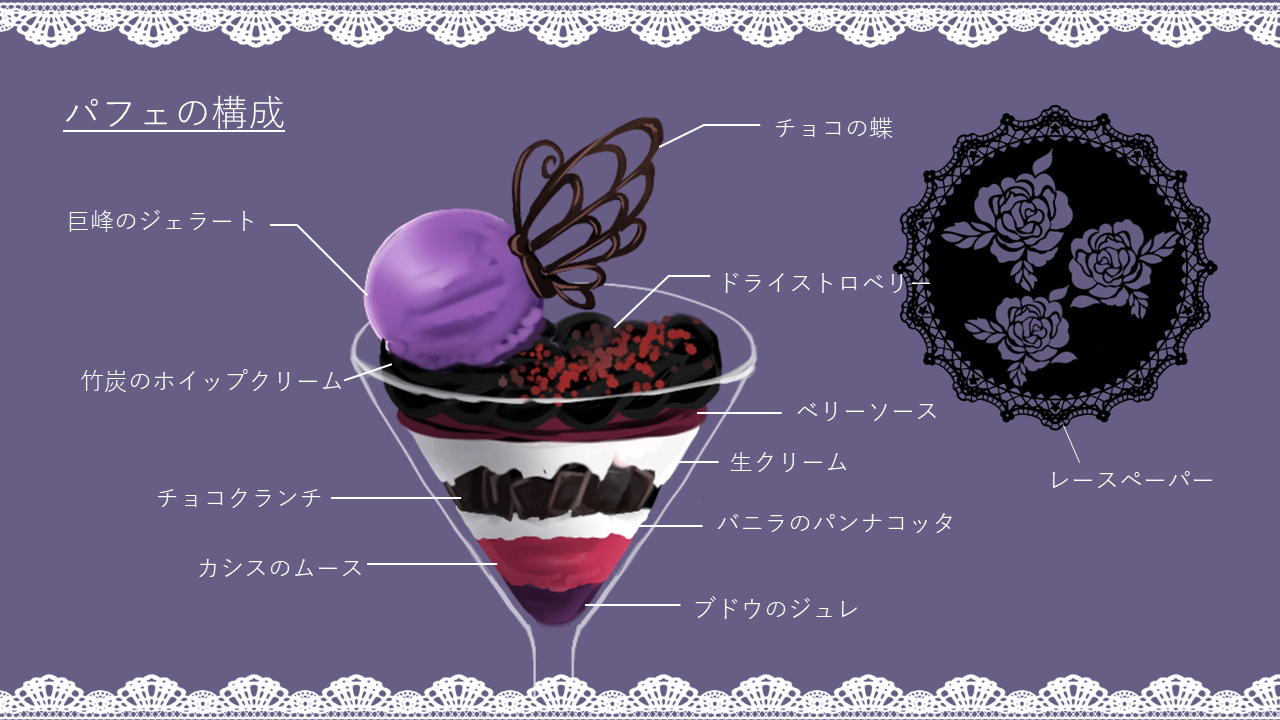 パフェの構成
チョコの蝶
巨峰のジェラート
ドライストロベリー
竹炭のホイップクリーム
ベリーソース
生クリーム
レースペーパー
チョコクランチ
バニラのパンナコッタ
カシスのムース
ブドウのジュレ